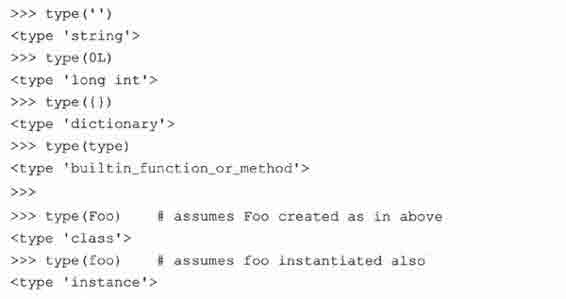 >>> type('')
<type 'string'>
>>> type(0L)
<type 'long int'>
>>> type({})
<type 'dictionary'>
>>> type(type)
<type 'builtin_function_or_method'>
>>>
>>> type(Foo)    # assumes Foo created as in above
<type 'class'>
>>> type(foo)    # assumes foo instantiated also
<type 'instance'>